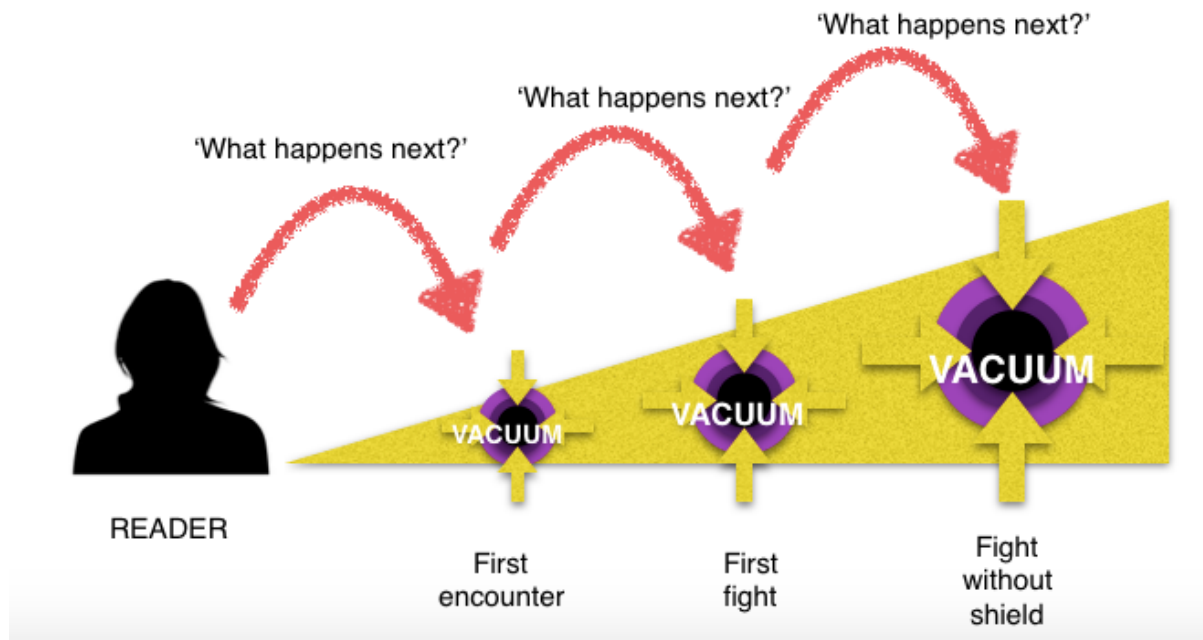 'What happens next?'
'What happens next?'
'What happens next?'
VACUUM
VACUUM
VACUUM
READER
First
encounter
First
fight
Fight
without
shield